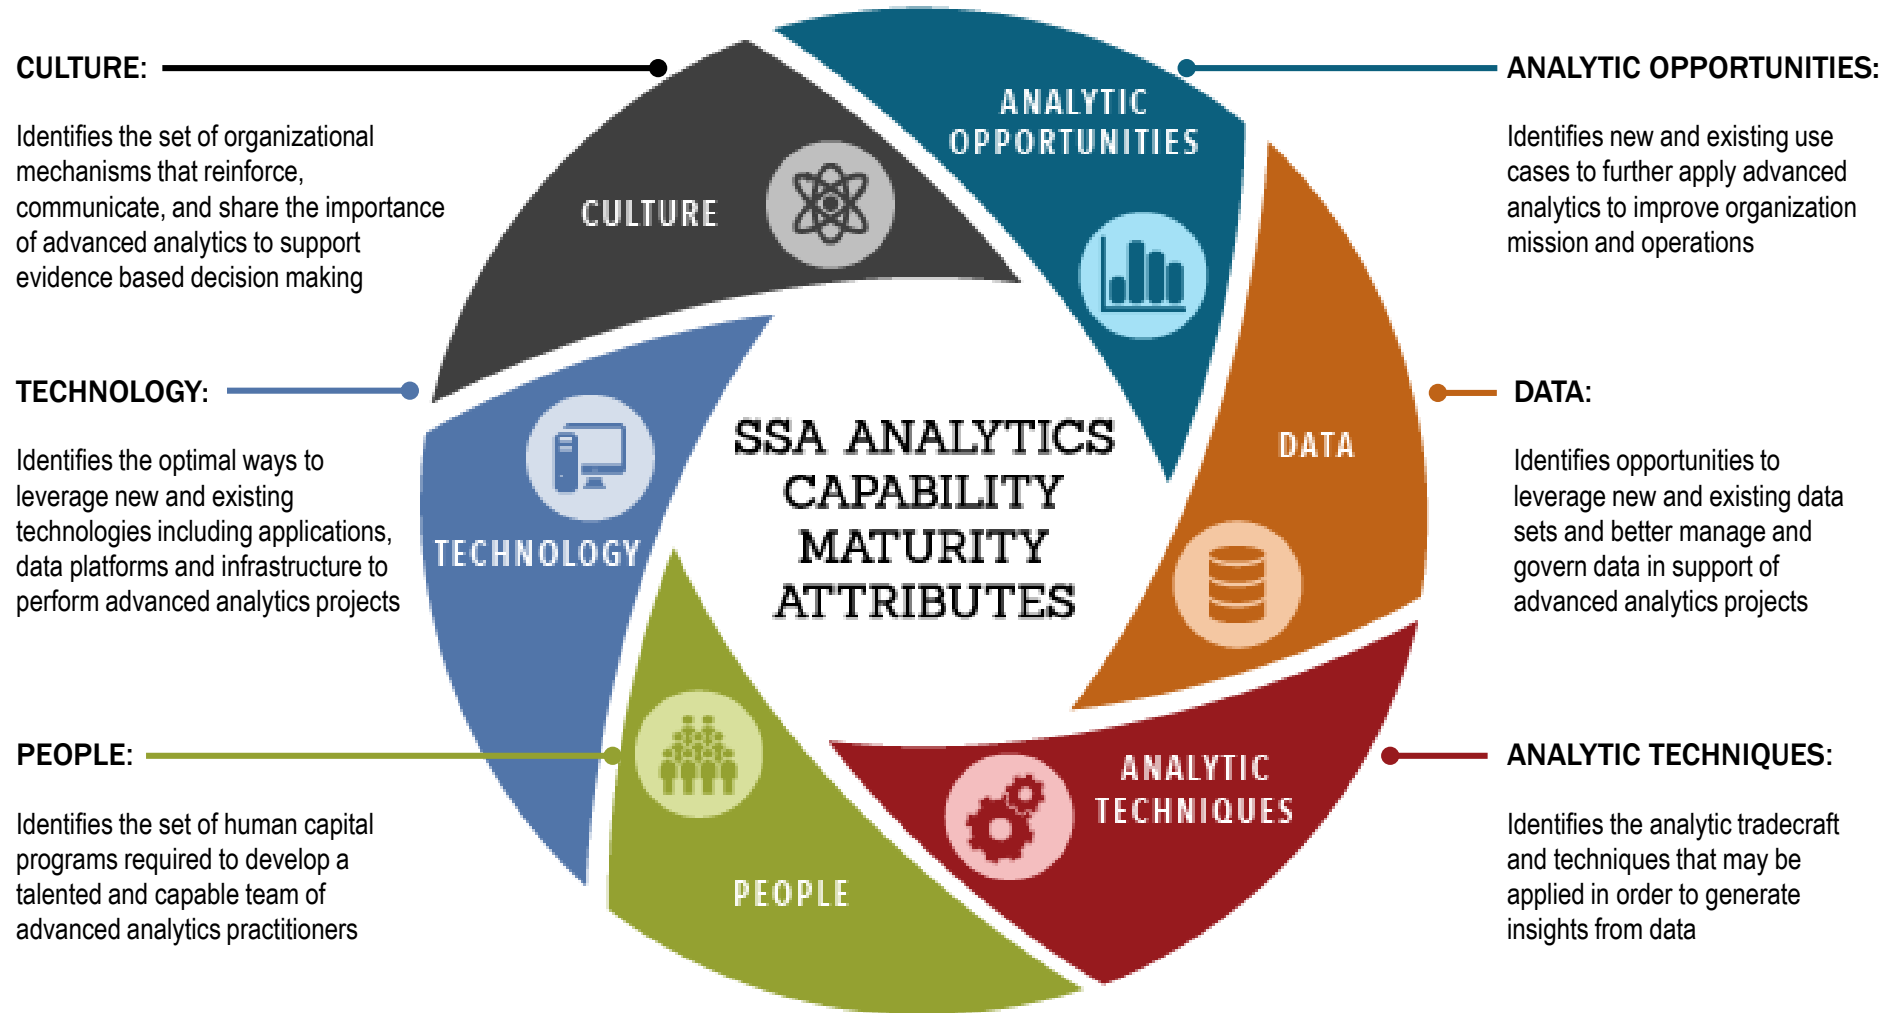 CULTURE:
Identifies the set of organizational
mechanisms that reinforce,
communicate, and share the importance
of advanced analytics to support
evidence based decision making
TECHNOLOGY:
Identifies the optimal ways to
leverage new and existing
technologies including applications,
data platforms and infrastructure to
perform advanced analytics projects
PEOPLE:
Identifies the set of human capital
programs required to develop a
talented and capable team of
advanced analytics practitioners
CULTURE
ANALYTIC
OPPORTUNITIES
DATA
ANALYTIC
TECHNIQUES
PEOPLE
TECHNOLOGY
SSA ANALYTICS
CAPABILITY
MATURITY
ATTRIBUTES
ANALYTIC OPPORTUNITIES:
Identifies new and existing use
cases to further apply advanced
analytics to improve organization
mission and operations
DATA:
Identifies opportunities to
leverage new and existing data
sets and better manage and
govern data in support of
advanced analytics projects
ANALYTIC TECHNIQUES:
Identifies the analytic tradecraft
and techniques that may be
applied in order to generate
insights from data